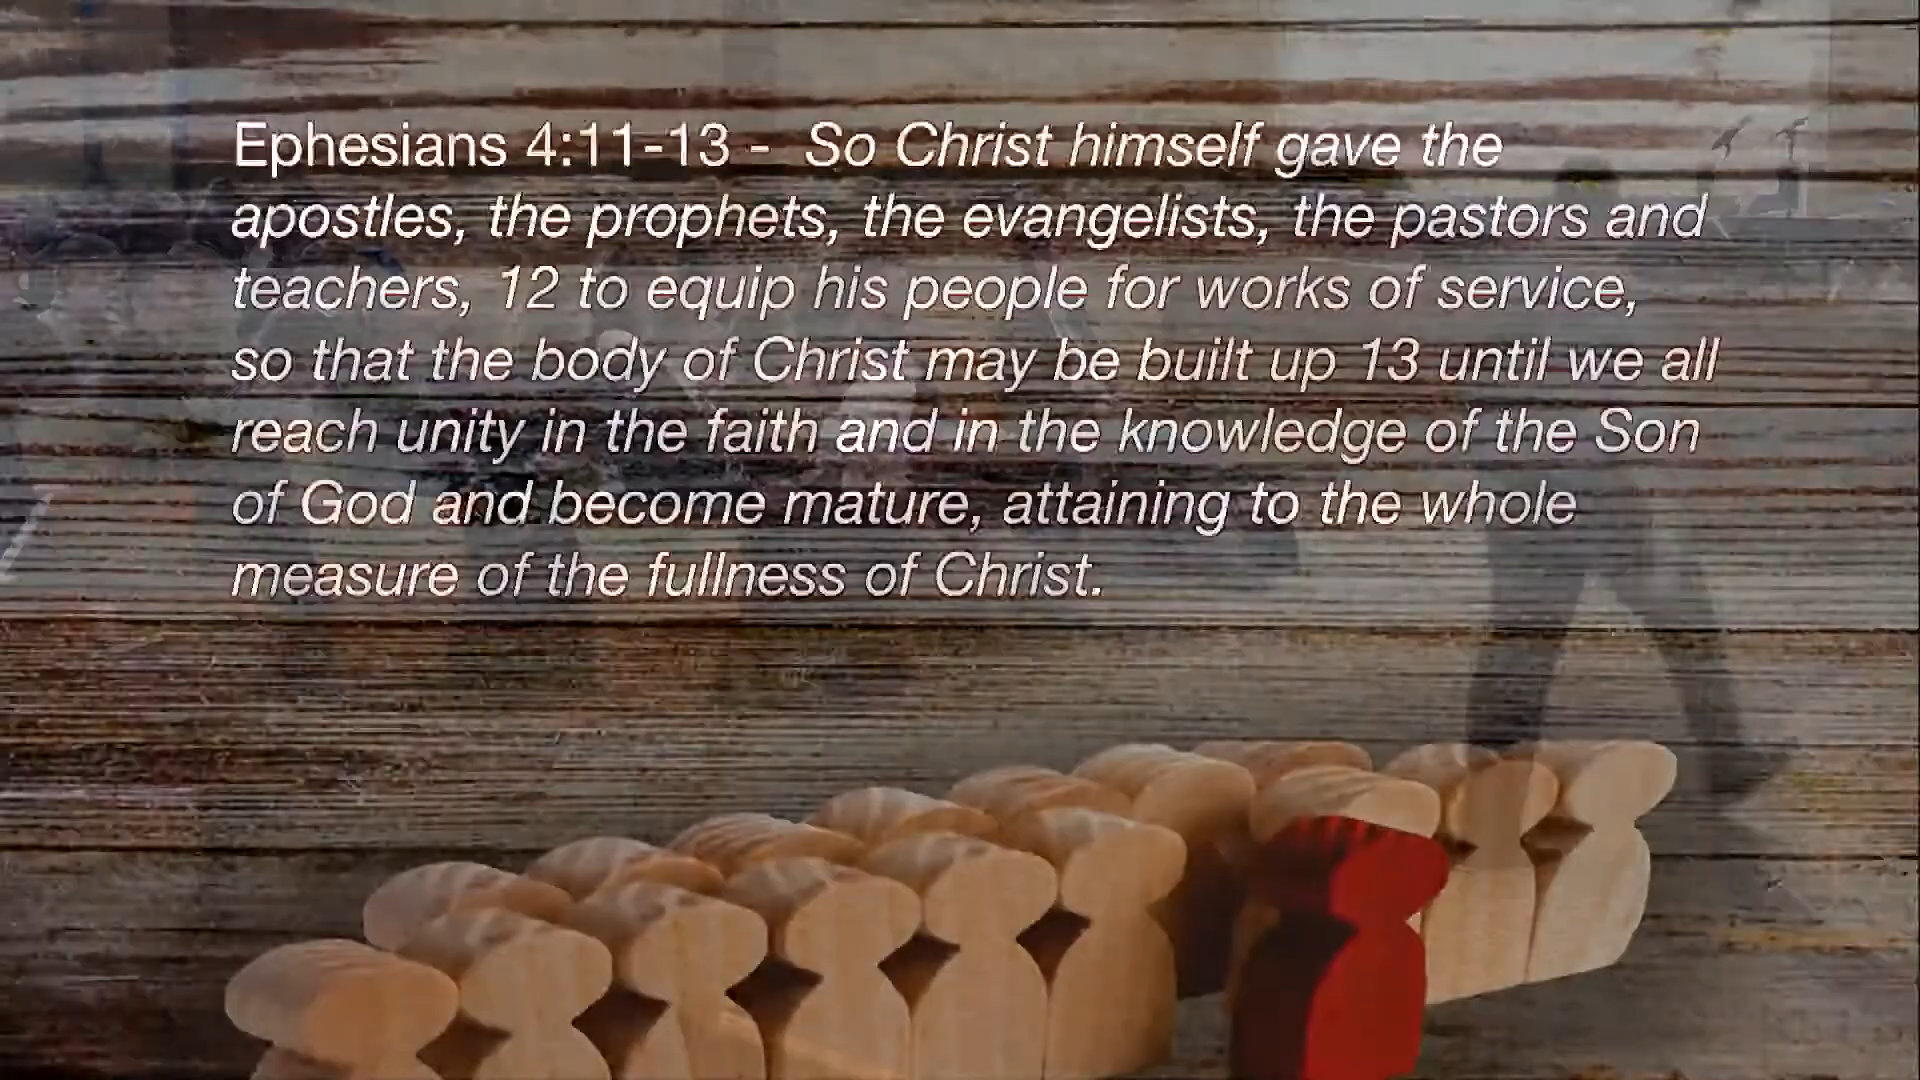 Ephesians 4:11-13 - So Christ himself gave the
apostles, the prophets, the evangelists, the pastors and
teachers, 12 to equip his people for works of service,
so that the body of Christ may be built up 13 until we all
reach unity in the faith and in the knowledge of the Son
of God and become mature, attaining to the whole
measure of the fullness of Christ.